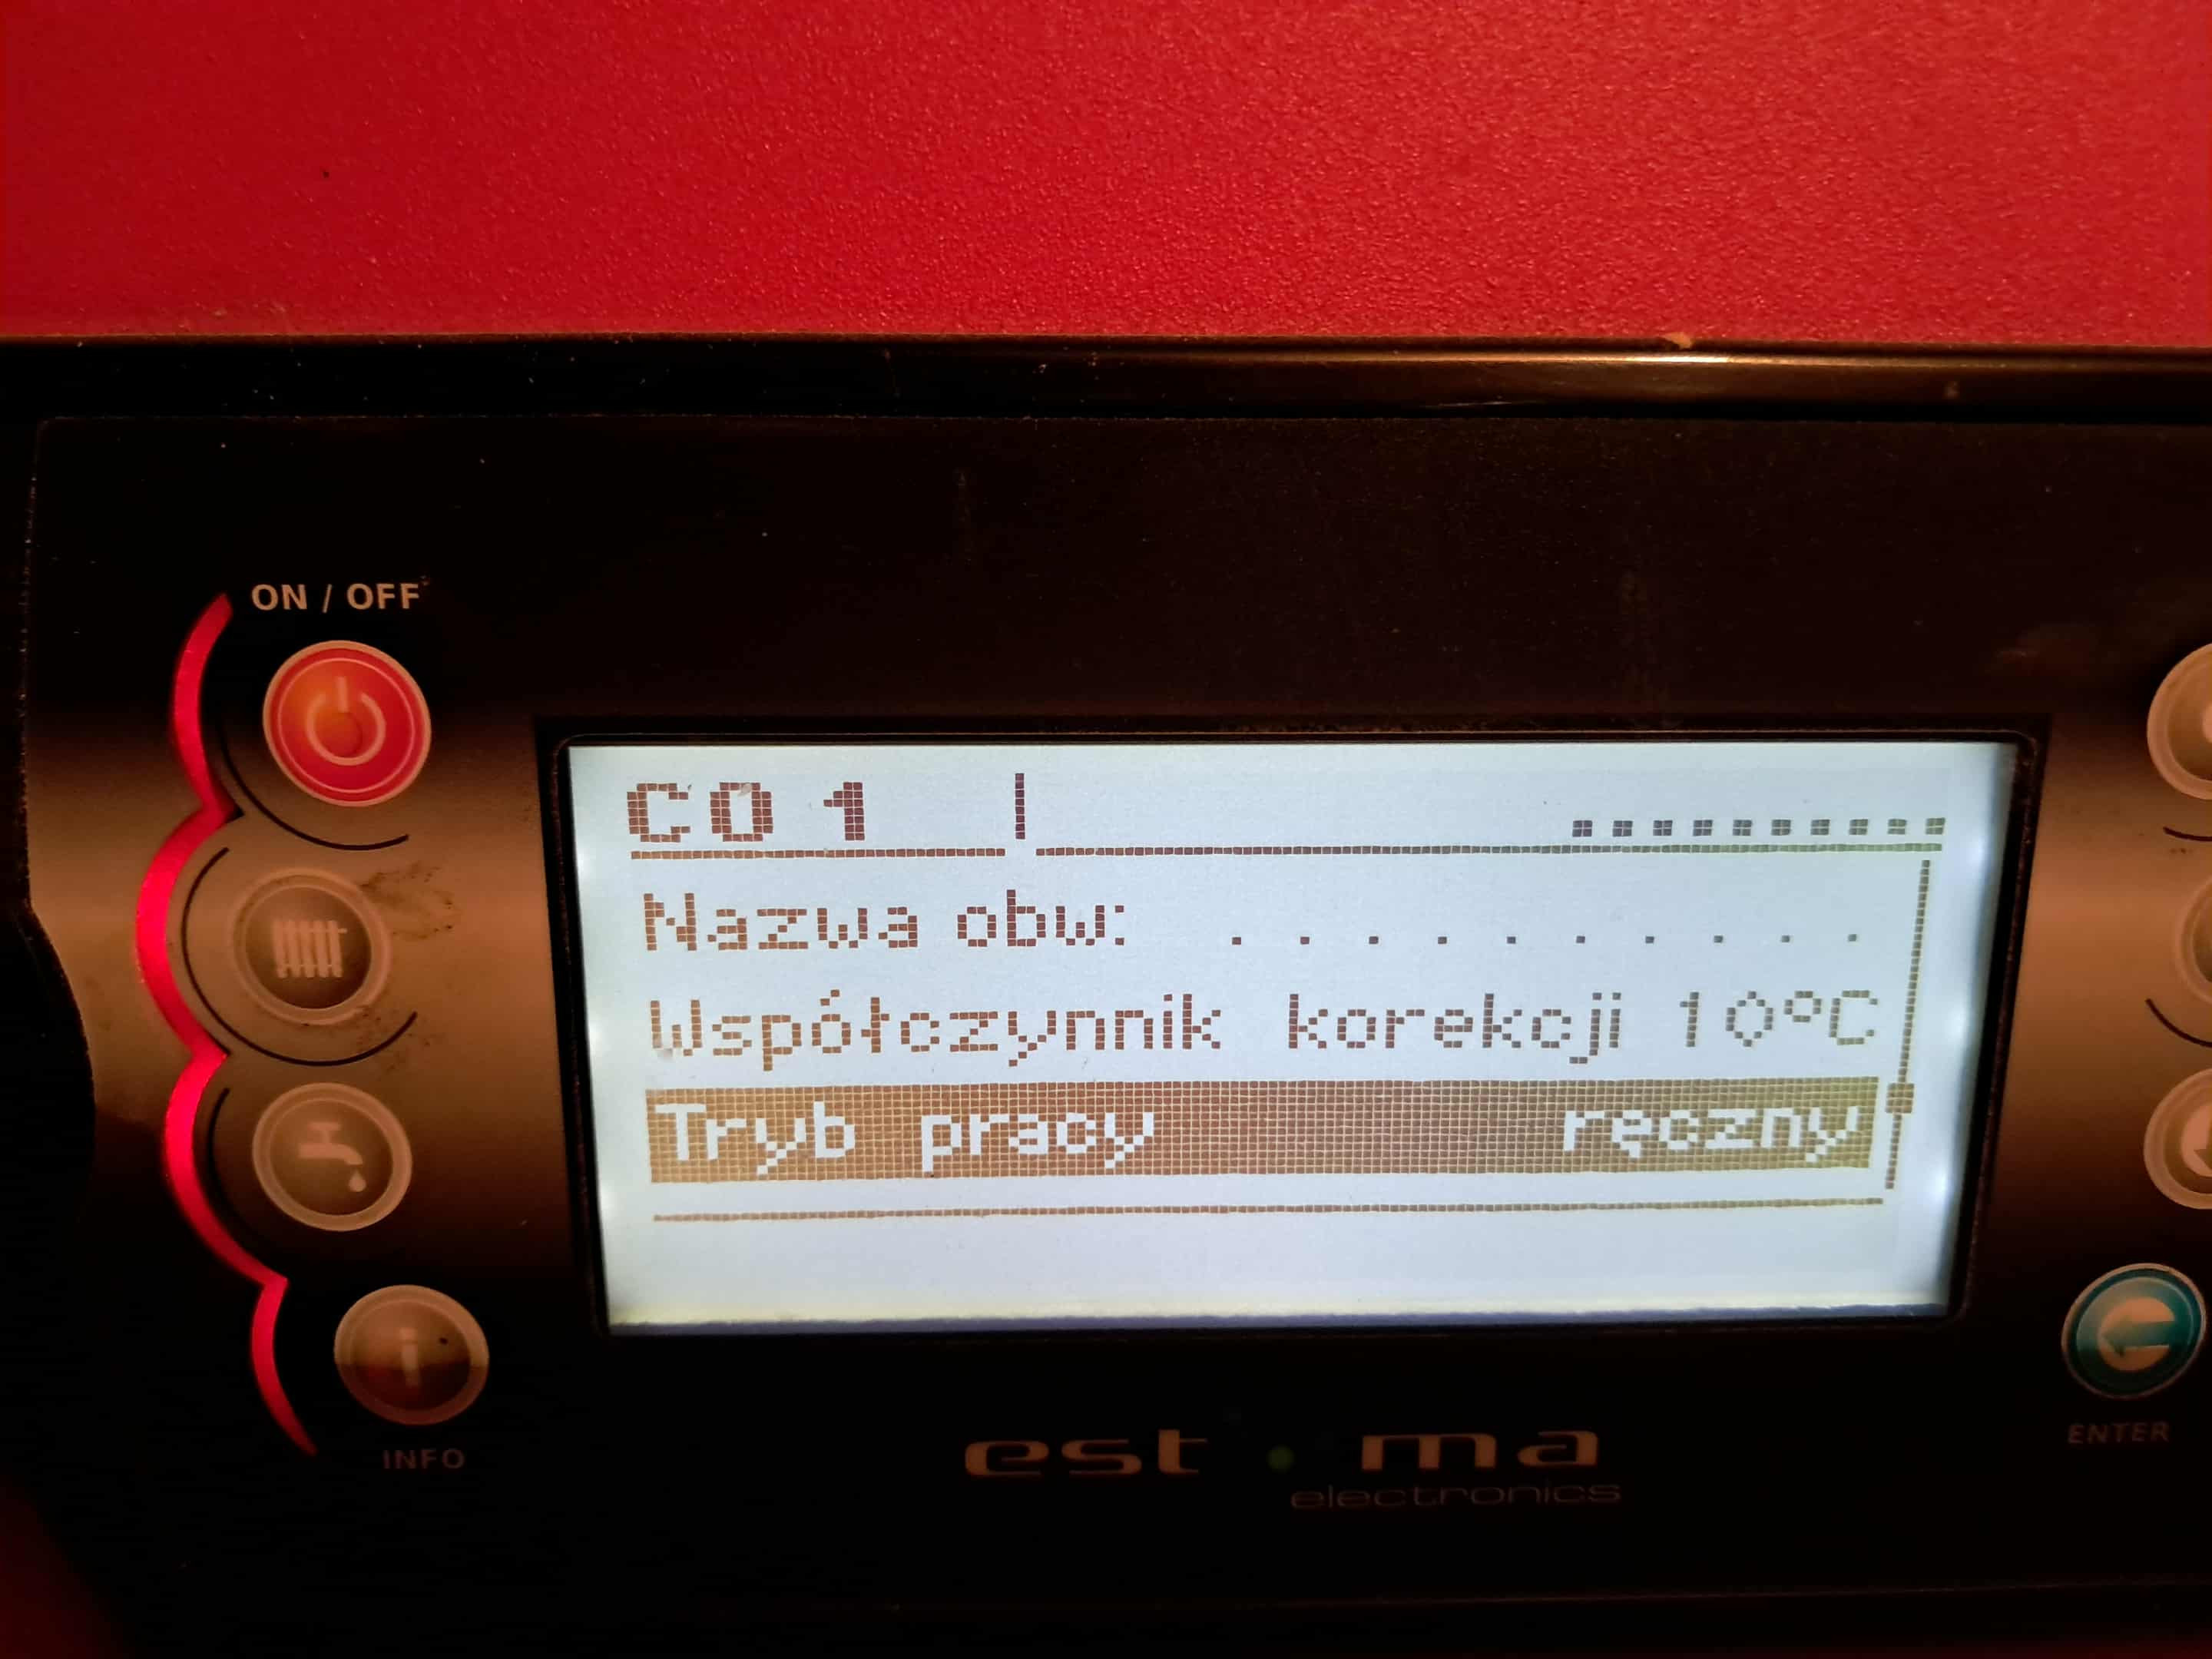 ON / OFF
CO 1
Nazwa obw: . . . . . . . . . .
Współczynnik korekcji 10°C
Tryb pracy ręczny
INFO
ENTER
est ma
electronics